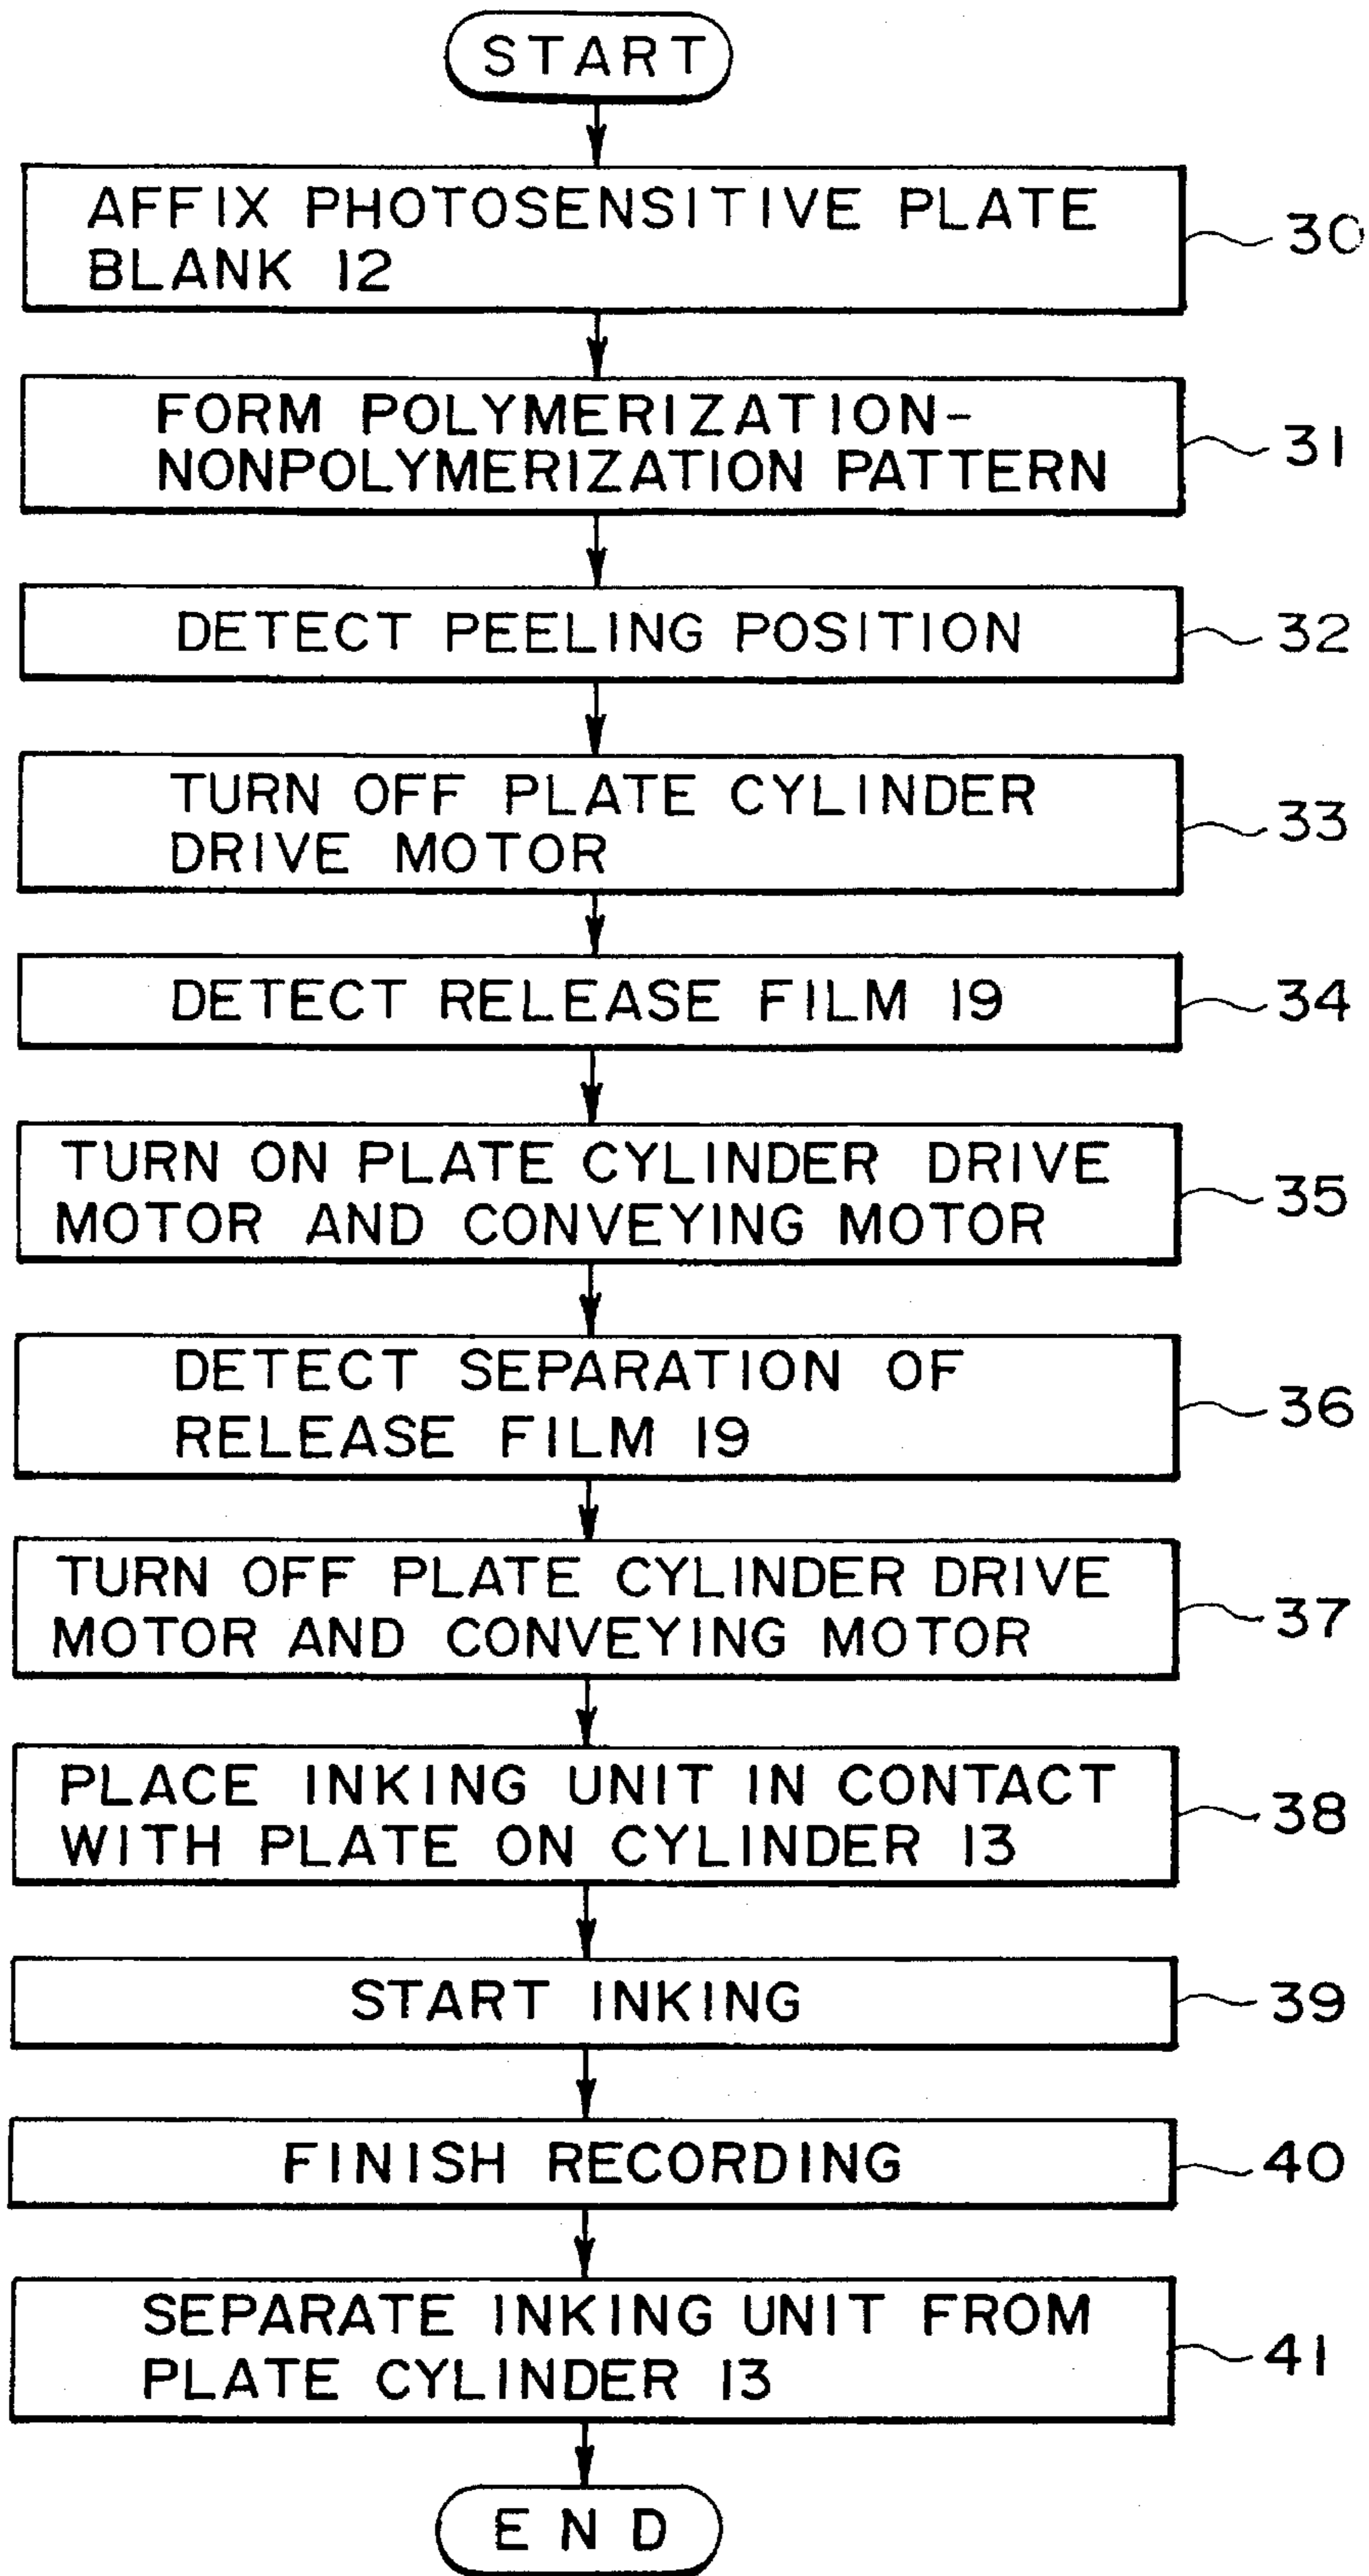 START
AFFIX PHOTOSENSITIVE PLATE
BLANK 12
30
FORM POLYMERIZATION-
NONPOLYMERIZATION PATTERN
31
DETECT PEELING POSITION
32
TURN OFF PLATE CYLINDER
DRIVE MOTOR
33
DETECT RELEASE FILM 19
34
TURN ON PLATE CYLINDER DRIVE
MOTOR AND CONVEYING MOTOR
35
DETECT SEPARATION OF
RELEASE FILM 19
36
TURN OFF PLATE CYLINDER DRIVE
MOTOR AND CONVEYING MOTOR
37
PLACE INKING UNIT IN CONTACT
WITH PLATE ON CYLINDER 13
38
START INKING
39
FINISH RECORDING
40
SEPARATE INKING UNIT FROM
PLATE CYLINDER 13
41
END